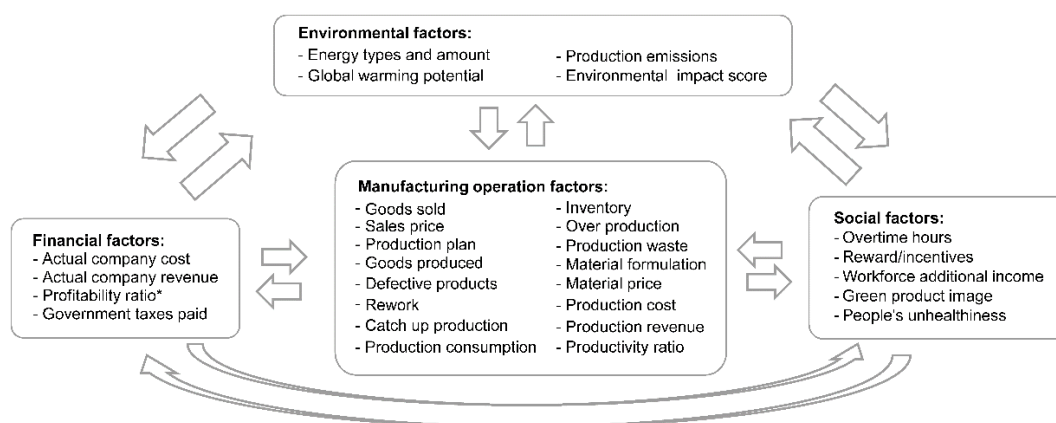 Environmental factors:
- Energy types and amount
- Global warming potential
- Production emissions
- Environmental impact score
Manufacturing operation factors:
- Goods sold
- Sales price
- Production plan
- Goods produced
- Defective products
- Rework
- Catch up production
- Production consumption
- Inventory
- Over production
- Production waste
- Material formulation
- Material price
- Production cost
- Production revenue
- Productivity ratio
Financial factors:
- Actual company cost
- Actual company revenue
- Profitability ratio*
- Government taxes paid
Social factors:
- Overtime hours
- Reward/incentives
- Workforce additional income
- Green product image
- People's unhealthiness